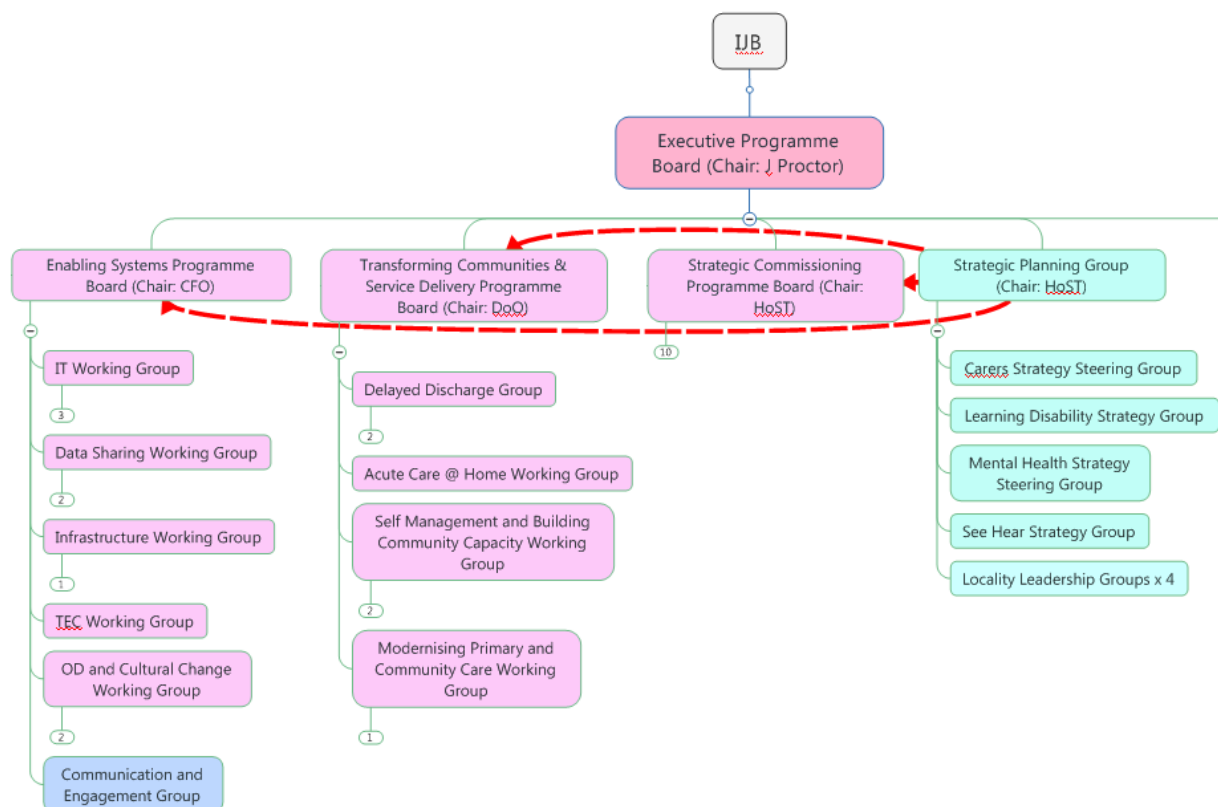 IJB
Executive Programme
Board (Chair: J Proctor)
Enabling Systems Programme
Board (Chair: CFO)
Transforming Communities &
Service Delivery Programme
Board (Chair: DoO)
Strategic Commissioning
Programme Board (Chair:
HoST)
Strategic Planning Group
(Chair: HoST)
IT Working Group
3
Data Sharing Working Group
2
Infrastructure Working Group
1
TEC Working Group
OD and Cultural Change
Working Group
2
Communication and
Engagement Group
Delayed Discharge Group
2
Acute Care @ Home Working Group
Self Management and Building
Community Capacity Working
Group
2
Modernising Primary and
Community Care Working
Group
1
10
Carers Strategy Steering Group
Learning Disability Strategy Group
Mental Health Strategy
Steering Group
See Hear Strategy Group
Locality Leadership Groups x 4